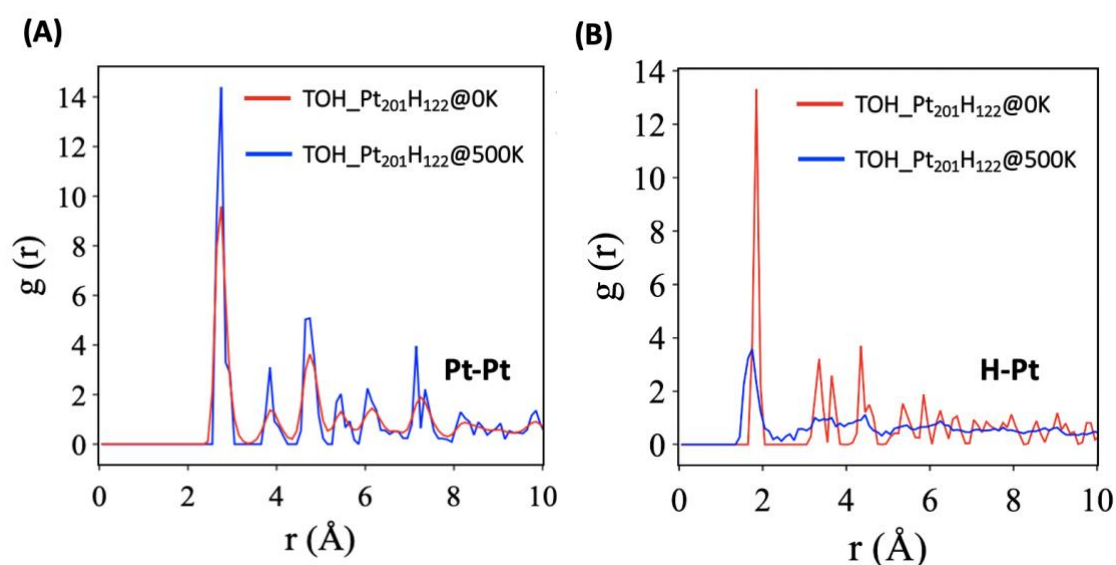 (A)
TOH_Pt₂₀₁H₁₂₂@0K
TOH_Pt₂₀₁H₁₂₂@500K
Pt-Pt
g (r)
14
12
10
8
6
4
2
0
0 2 4 6 8 10
r (Å)
(B)
TOH_Pt₂₀₁H₁₂₂@0K
TOH_Pt₂₀₁H₁₂₂@500K
H-Pt
g (r)
14
12
10
8
6
4
2
0
0 2 4 6 8 10
r (Å)